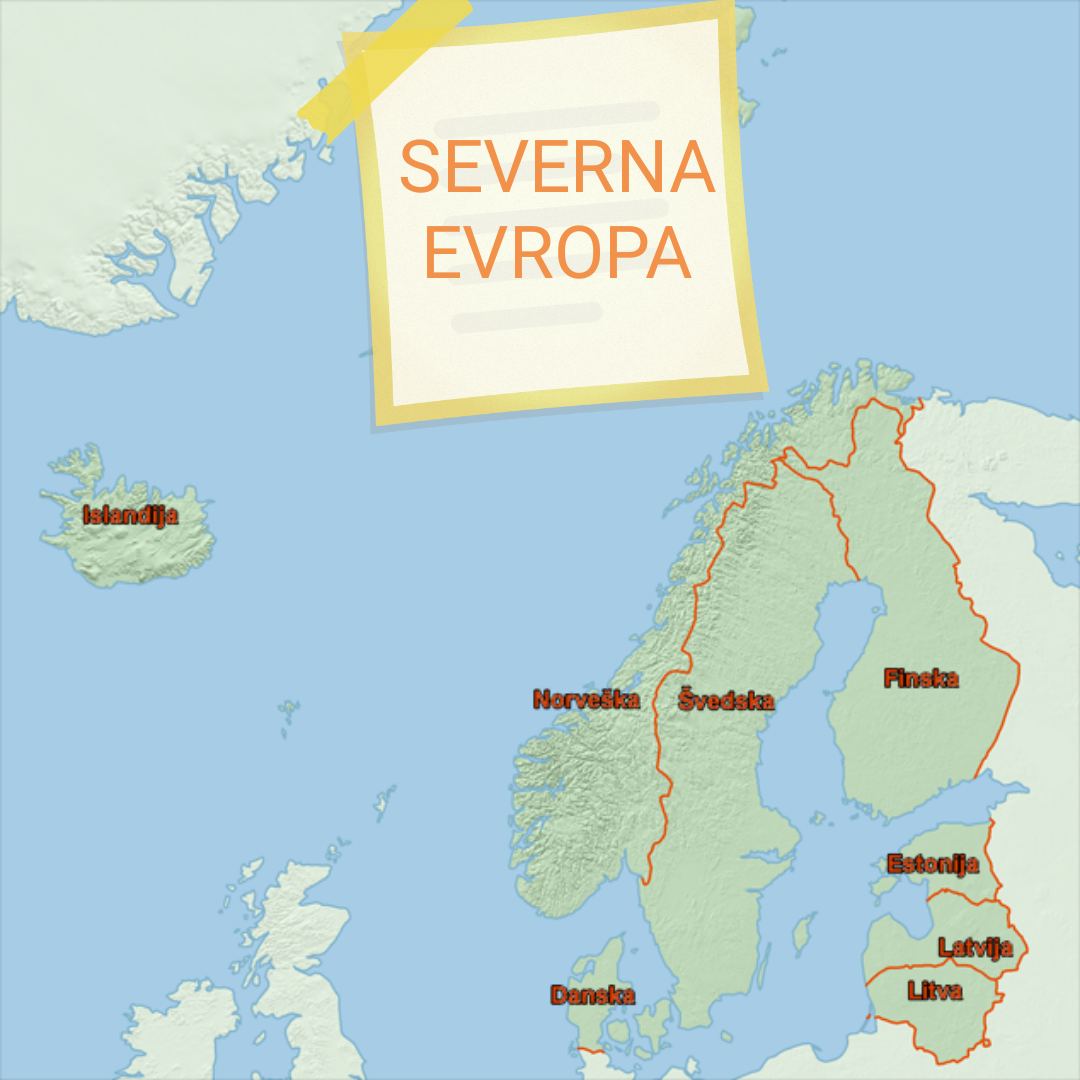 SEVERNA
EVROPA
Islandija
Norveška
Švedska
Finska
Estonija
Latvija
Litva
Danska